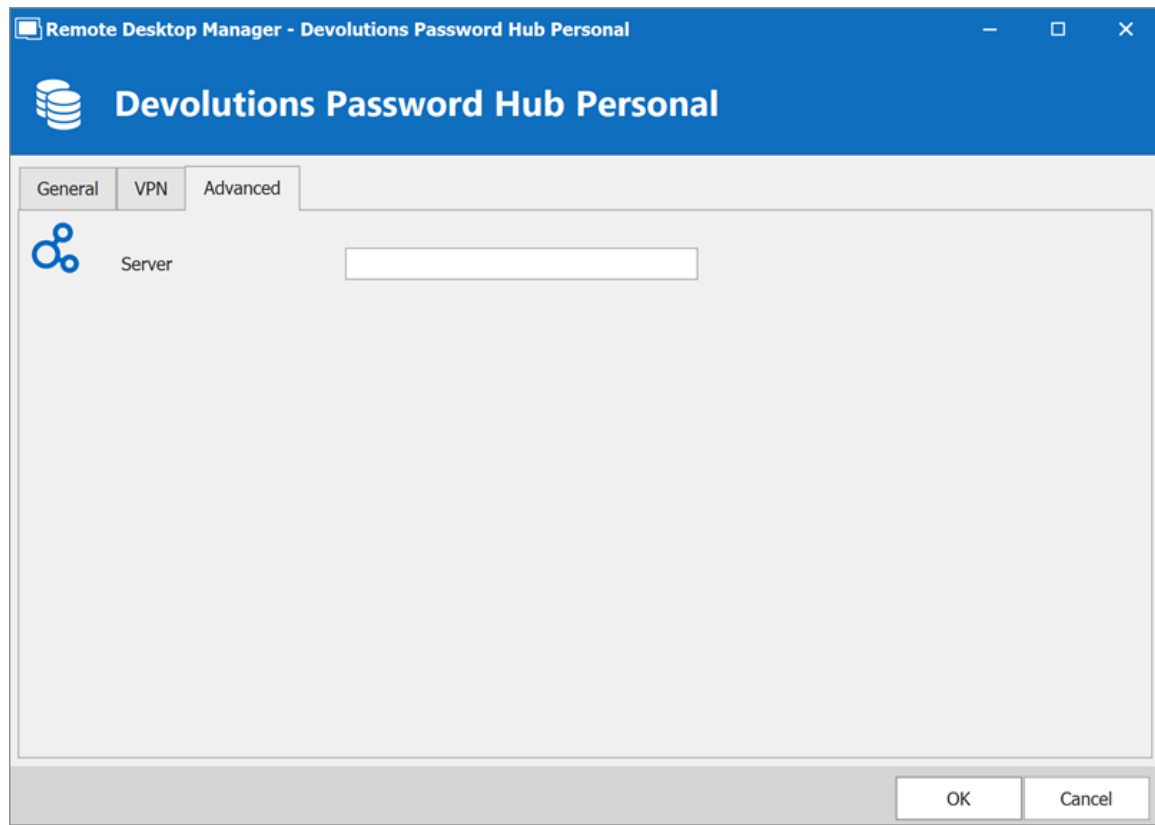 Remote Desktop Manager - Devolutions Password Hub Personal
Devolutions Password Hub Personal
General VPN Advanced
Server
OK Cancel